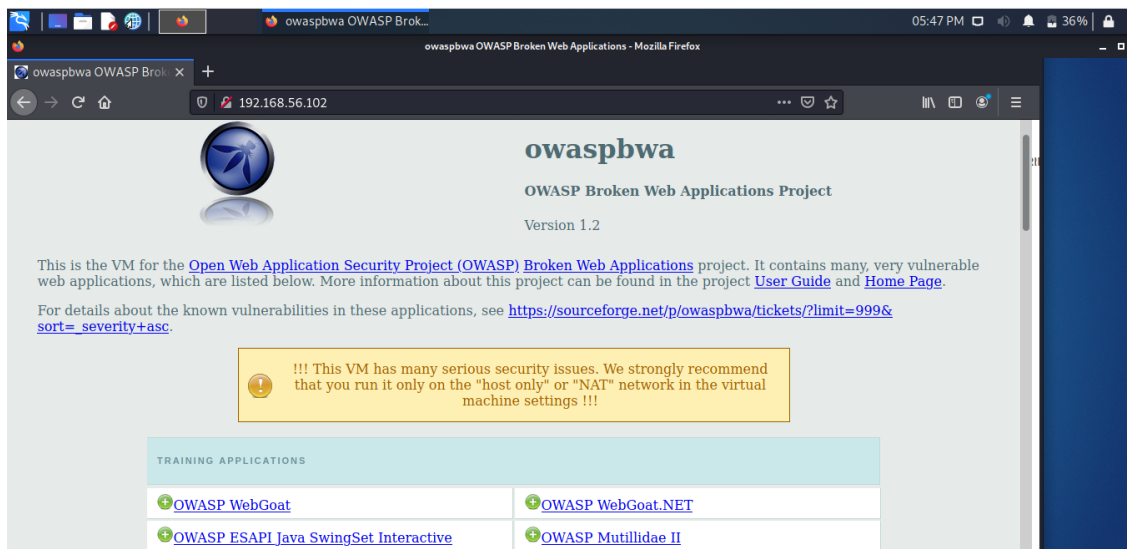 owaspbwa OWASP Brok...
05:47 PM
36%
owaspbwa OWASP Broken Web Applications - Mozilla Firefox
owaspbwa OWASP Brok
192.168.56.102
owaspbwa
OWASP Broken Web Applications Project
Version 1.2
This is the VM for the Open Web Application Security Project (OWASP) Broken Web Applications project. It contains many, very vulnerable
web applications, which are listed below. More information about this project can be found in the project User Guide and Home Page.
For details about the known vulnerabilities in these applications, see https://sourceforge.net/p/owaspbwa/tickets/?limit=999&
sort=_severity+asc.
!!! This VM has many serious security issues. We strongly recommend
that you run it only on the "host only" or "NAT" network in the virtual
machine settings !!!
TRAINING APPLICATIONS
OWASP WebGoat
OWASP WebGoat.NET
OWASP ESAPI Java SwingSet Interactive
OWASP Mutillidae II